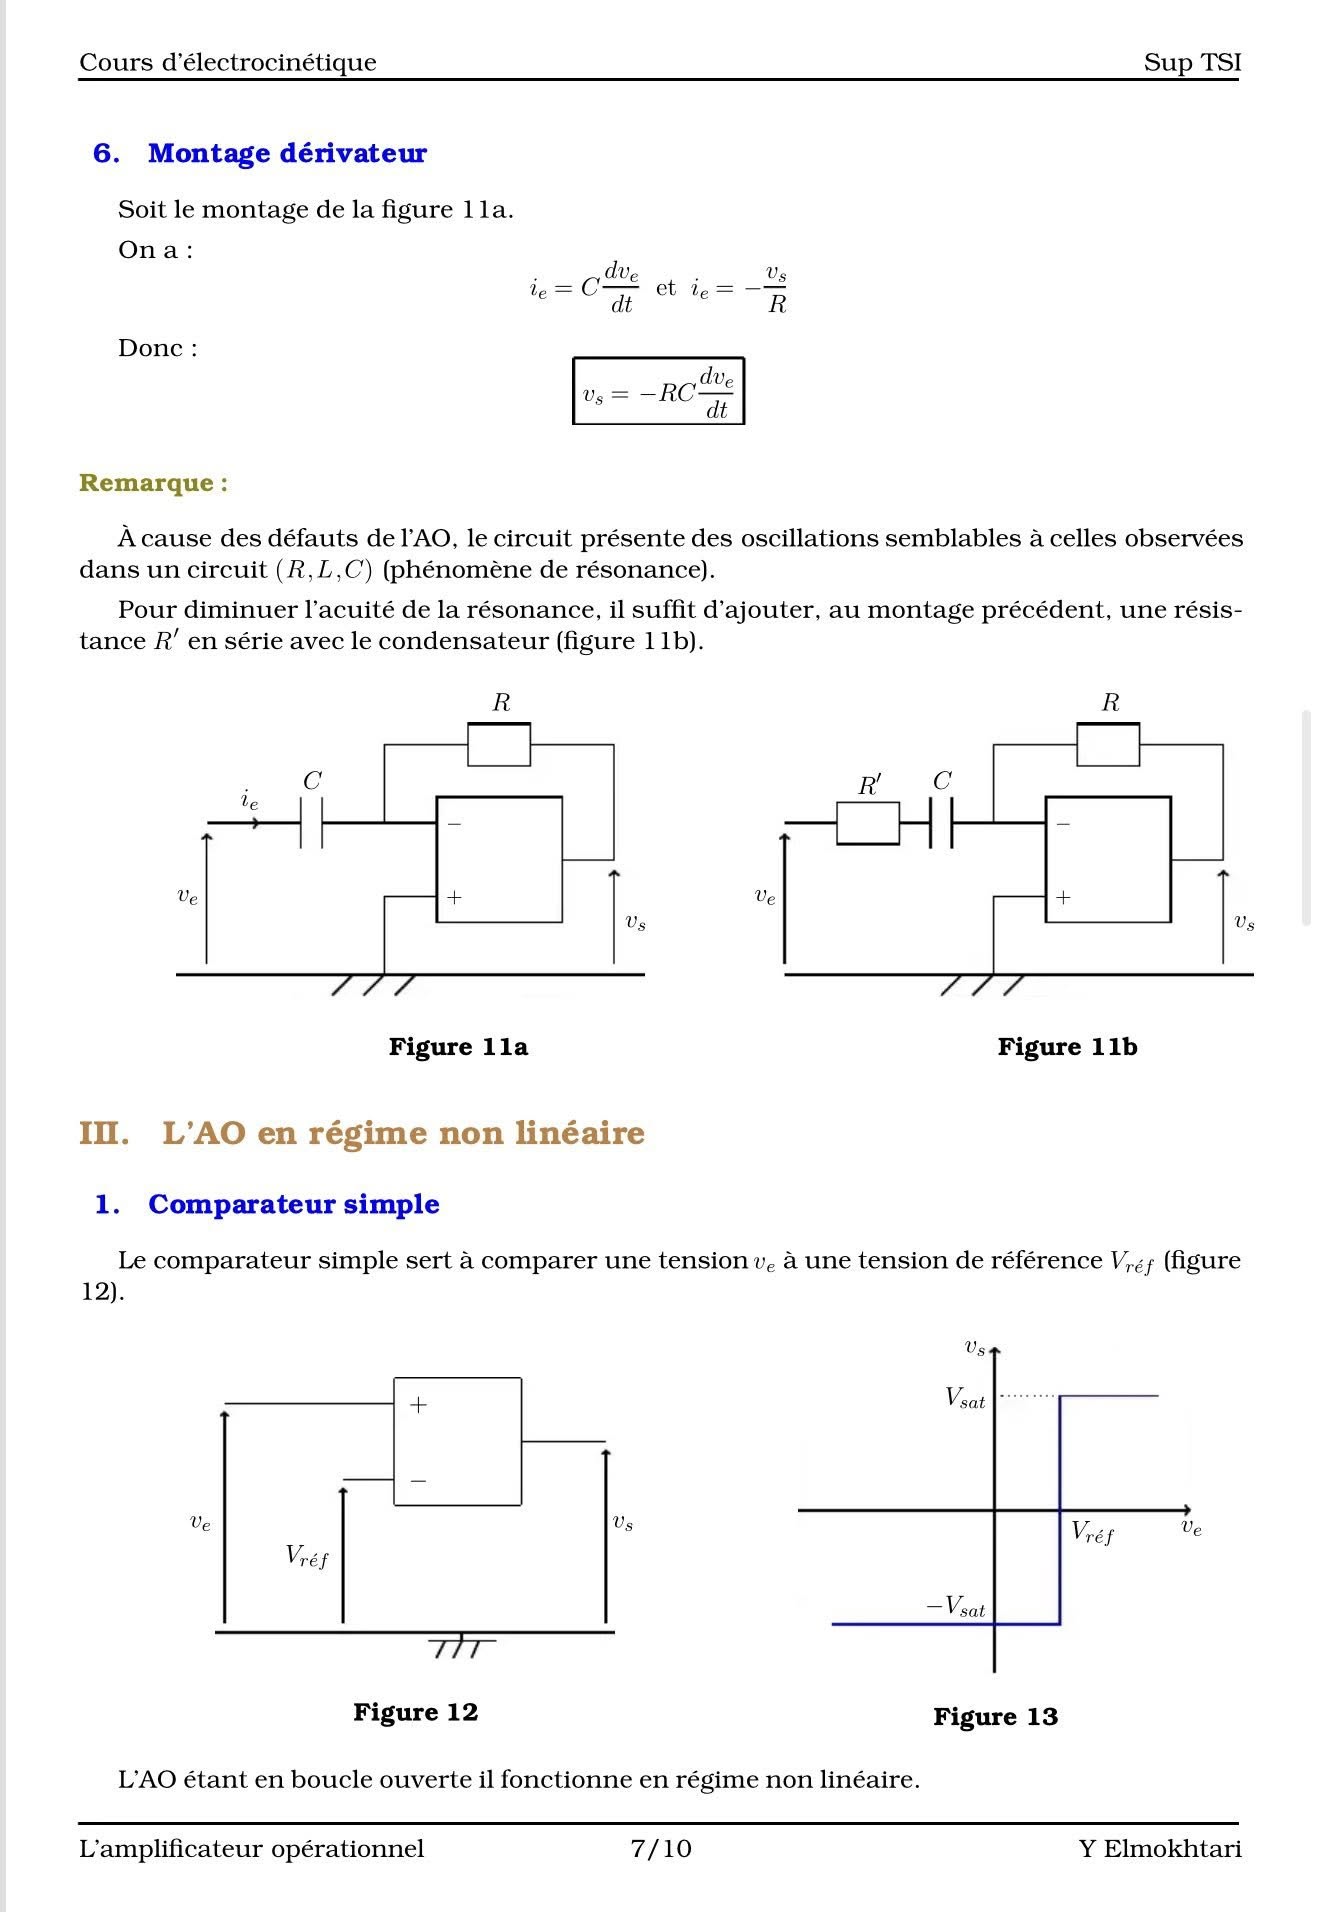 Cours d'électrocinétique Sup TSI
6. Montage dérivateur
Soit le montage de la figure 11a.
On a :
i_e = C dv_e/dt et i_e = −v_s/R
Donc :
v_s = −RC dv_e/dt
Remarque :
À cause des défauts de l'AO, le circuit présente des oscillations semblables à celles observées
dans un circuit (R,L,C) (phénomène de résonance).
Pour diminuer l'acuité de la résonance, il suffit d'ajouter, au montage précédent, une résis-
tance R′ en série avec le condensateur (figure 11b).
R
C
i_e
−
+
v_e
v_s
R
R′
C
−
+
v_e
v_s
Figure 11a
Figure 11b
III. L'AO en régime non linéaire
1. Comparateur simple
Le comparateur simple sert à comparer une tension v_e à une tension de référence V_réf (figure
12).
+
−
v_e
V_réf
v_s
v_s
V_sat
V_réf
v_e
−V_sat
Figure 12
Figure 13
L'AO étant en boucle ouverte il fonctionne en régime non linéaire.
L'amplificateur opérationnel 7/10 Y Elmokhtari